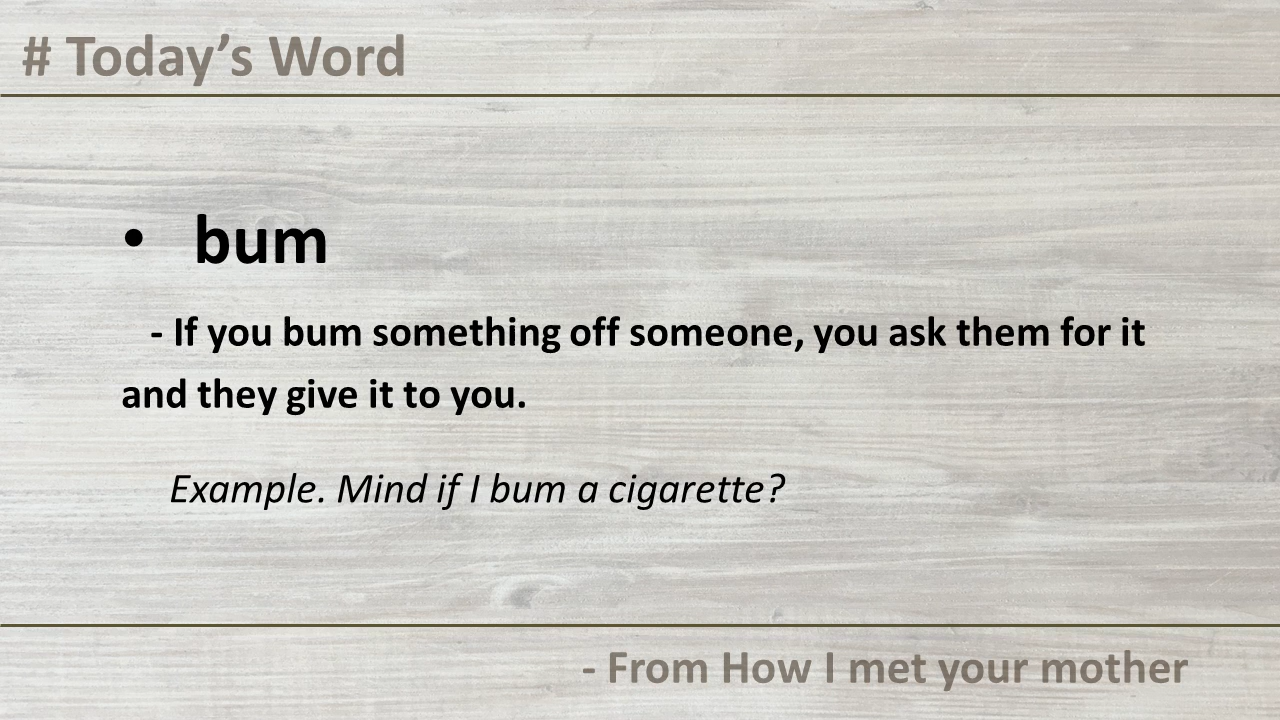 # Today’s Word
• bum
- If you bum something off someone, you ask them for it
and they give it to you.
Example. Mind if I bum a cigarette?
- From How I met your mother